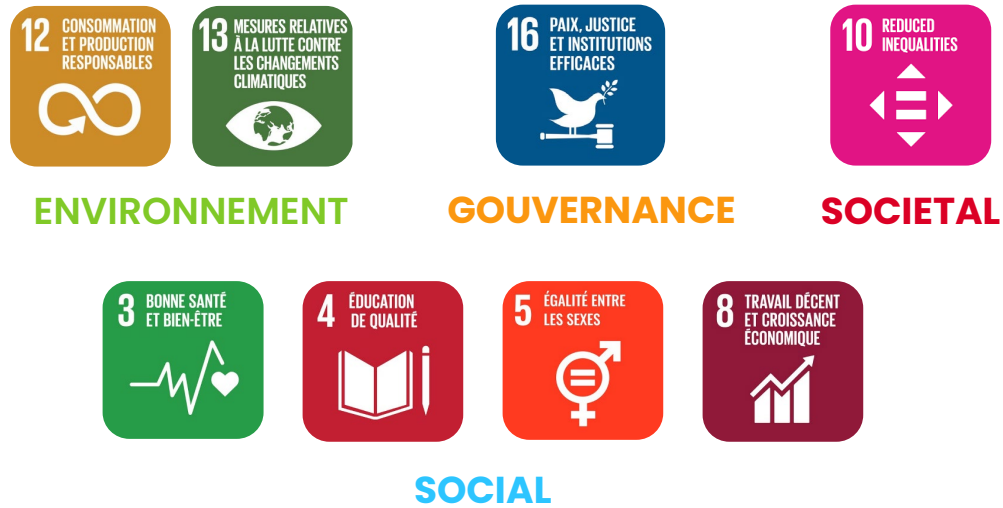 12 CONSOMMATION
ET PRODUCTION
RESPONSABLES
13 MESURES RELATIVES
À LA LUTTE CONTRE
LES CHANGEMENTS
CLIMATIQUES
16 PAIX, JUSTICE
ET INSTITUTIONS
EFFICACES
10 REDUCED
INEQUALITIES
ENVIRONNEMENT
GOUVERNANCE
SOCIETAL
3 BONNE SANTÉ
ET BIEN-ÊTRE
4 ÉDUCATION
DE QUALITÉ
5 ÉGALITÉ ENTRE
LES SEXES
8 TRAVAIL DÉCENT
ET CROISSANCE
ÉCONOMIQUE
SOCIAL